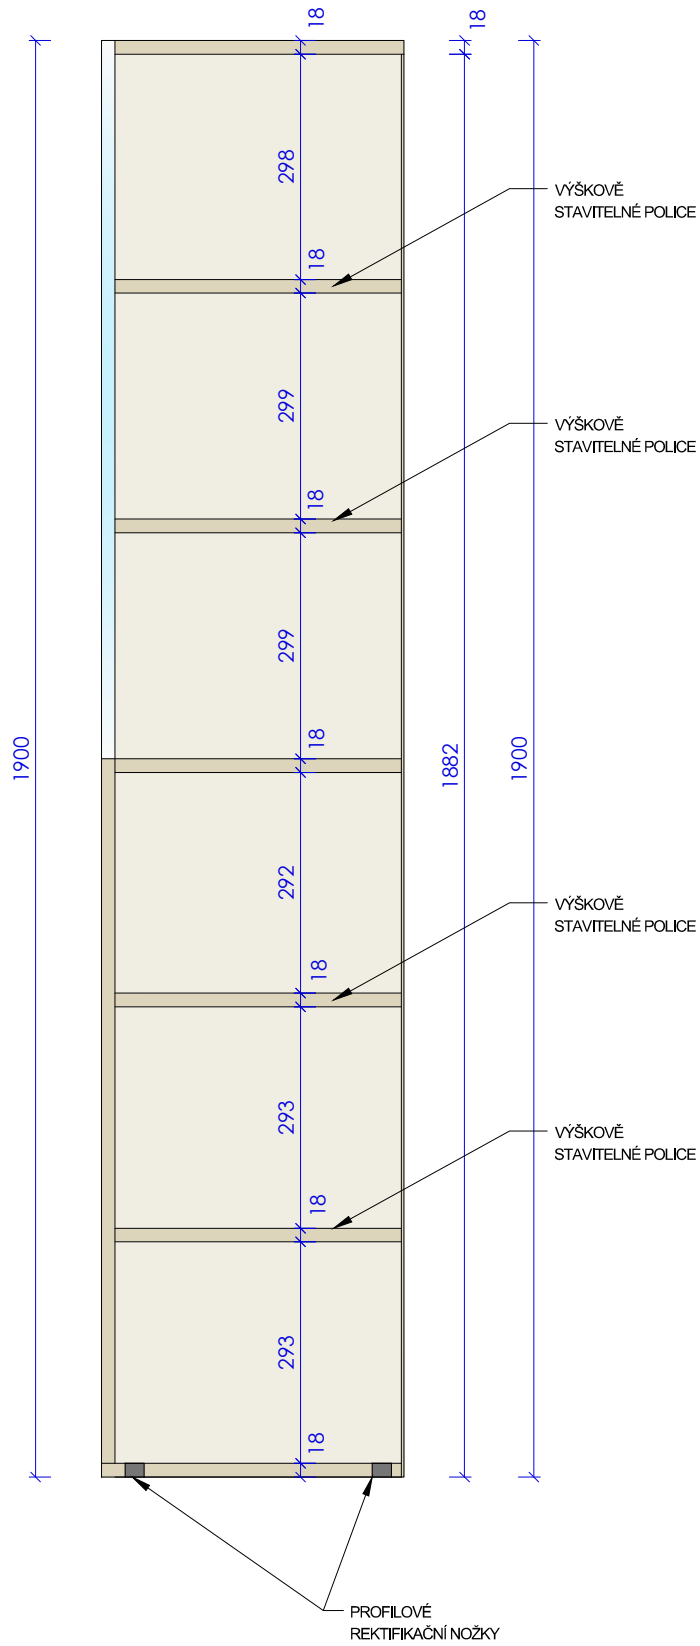 18
18
298
VÝŠKOVĚ
STAVITELNÉ POLICE
18
299
VÝŠKOVĚ
STAVITELNÉ POLICE
18
299
18
1900
1882
1900
292
VÝŠKOVĚ
STAVITELNÉ POLICE
18
293
VÝŠKOVĚ
STAVITELNÉ POLICE
18
293
18
PROFILOVÉ
REKTIFIKAČNÍ NOŽKY